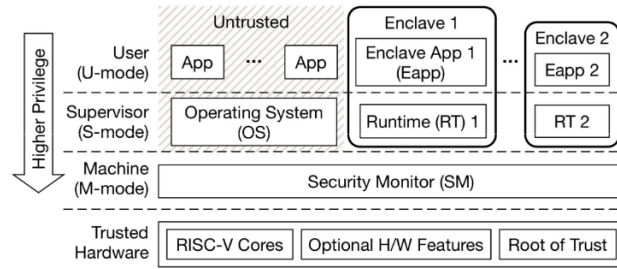 Higher Privilege
User
(U-mode)
Supervisor
(S-mode)
Machine
(M-mode)
Trusted
Hardware
Untrusted
App
...
App
Operating System
(OS)
Enclave 1
Enclave App 1
(Eapp)
Runtime (RT) 1
...
Enclave 2
Eapp 2
RT 2
Security Monitor (SM)
RISC-V Cores
Optional H/W Features
Root of Trust